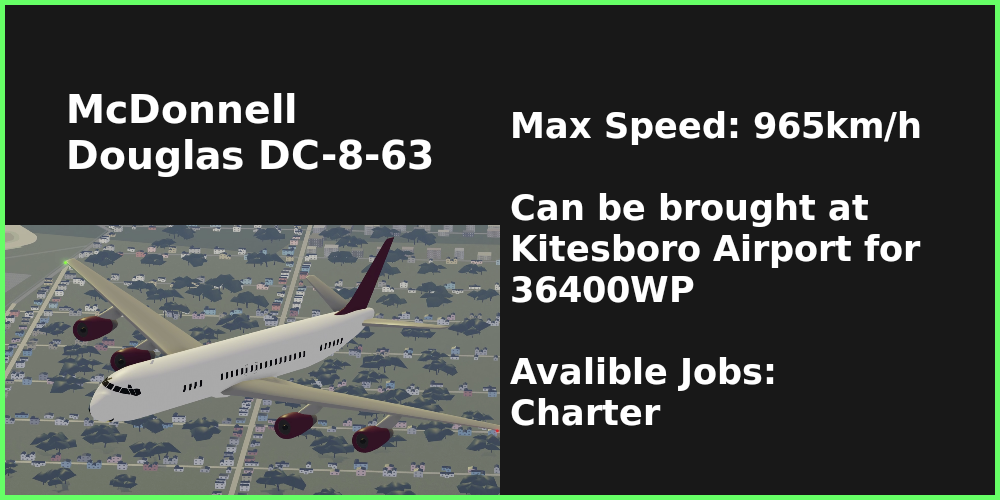 McDonnell
Douglas DC-8-63
Max Speed: 965km/h
Can be brought at
Kitesboro Airport for
36400WP
Avalible Jobs:
Charter